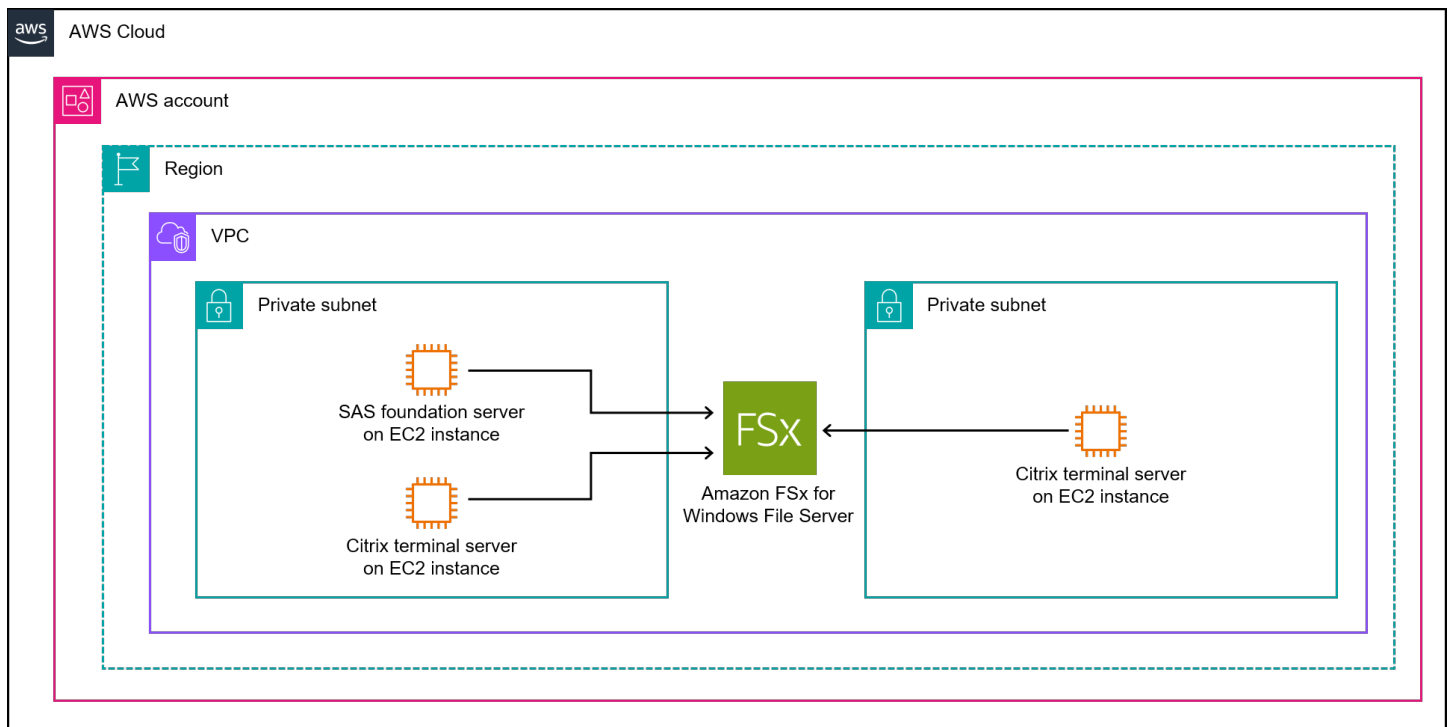 aws
AWS Cloud
AWS account
Region
VPC
Private subnet
Private subnet
SAS foundation server
on EC2 instance
Citrix terminal server
on EC2 instance
FSx
Amazon FSx for
Windows File Server
Citrix terminal server
on EC2 instance